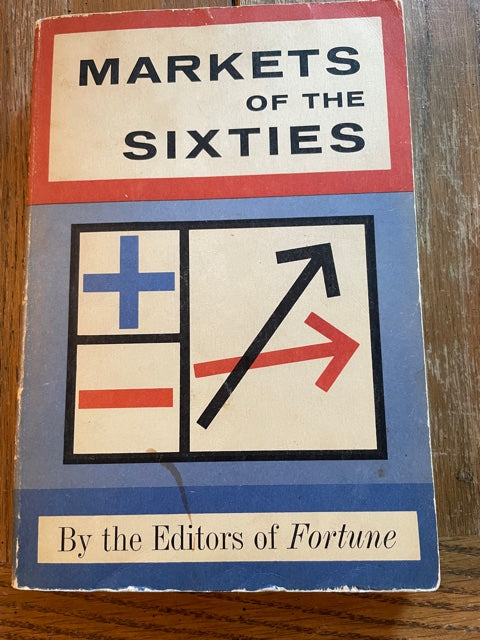 MARKETS
OF THE
SIXTIES
By the Editors of Fortune